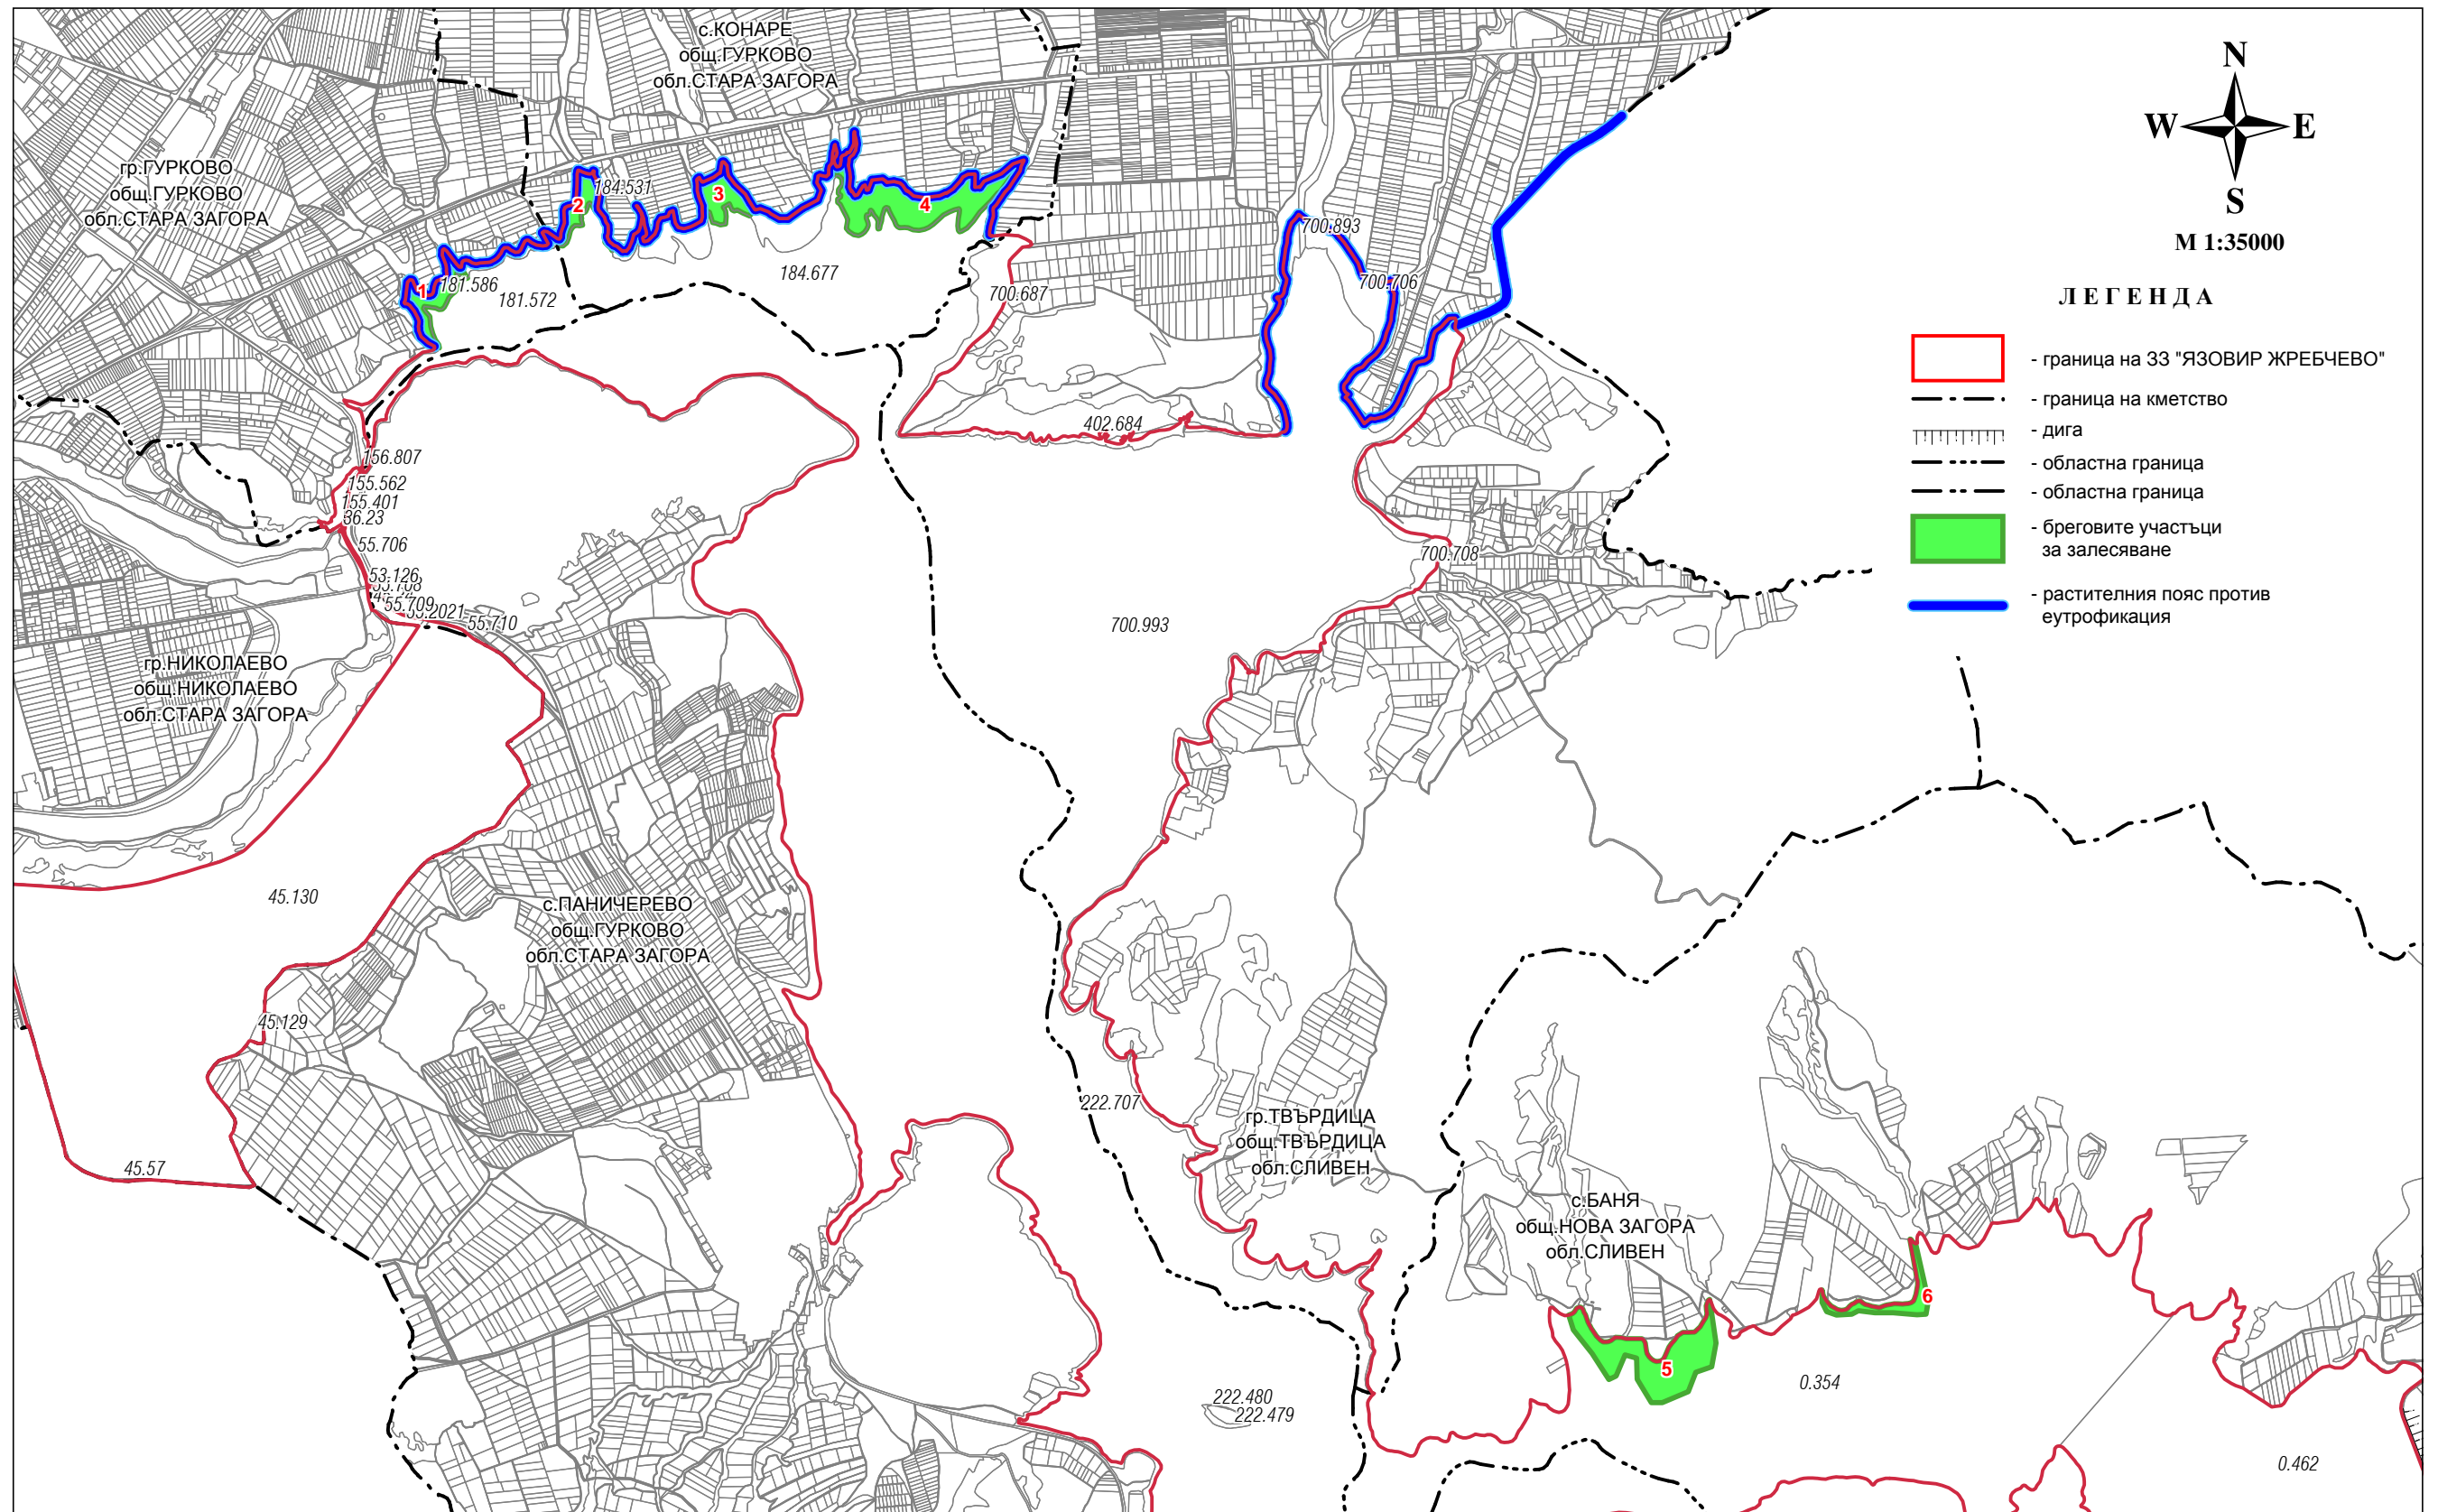 с.КОНАРЕ
общ.ГУРКОВО
обл.СТАРА ЗАГОРА
гр.ГУРКОВО
общ.ГУРКОВО
обл.СТАРА ЗАГОРА
N
W
E
S
М 1:35000
Л Е Г Е Н Д А
- граница на ЗЗ "ЯЗОВИР ЖРЕБЧЕВО"
- граница на кметство
- дига
- областна граница
- областна граница
- бреговите участъци
за залесяване
- растителния пояс против
еутрофикация
184.531
2
3
4
700.893
1
181.586
181.572
184.677
700.687
700.706
402.684
156.807
155.562
155.401
36.23
55.706
53.126
55.709
55.710
700.708
700.993
гр.НИКОЛАЕВО
общ.НИКОЛАЕВО
обл.СТАРА ЗАГОРА
45.130
с.ПАНИЧЕРЕВО
общ.ГУРКОВО
обл.СТАРА ЗАГОРА
45.129
45.57
222.707
гр.ТВЪРДИЦА
общ.ТВЪРДИЦА
обл.СЛИВЕН
с.БАНЯ
общ.НОВА ЗАГОРА
обл.СЛИВЕН
6
5
0.354
222.480
222.479
0.462